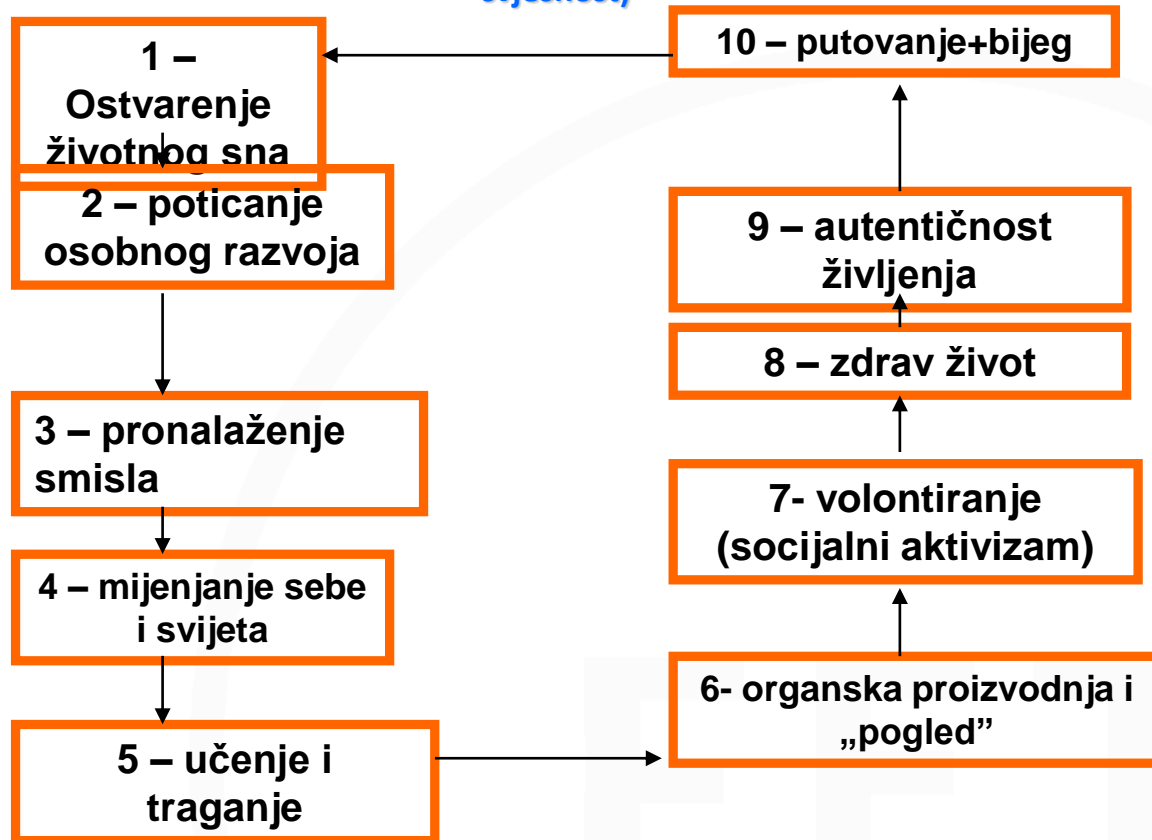 1 –
Ostvarenje
životnog sna
2 – poticanje
osobnog razvoja
3 – pronalaženje
smisla
4 – mijenjanje sebe
i svijeta
5 – učenje i
traganje
6- organska proizvodnja i
„pogled”
7- volontiranje
(socijalni aktivizam)
8 – zdrav život
9 – autentičnost
življenja
10 – putovanje+bijeg